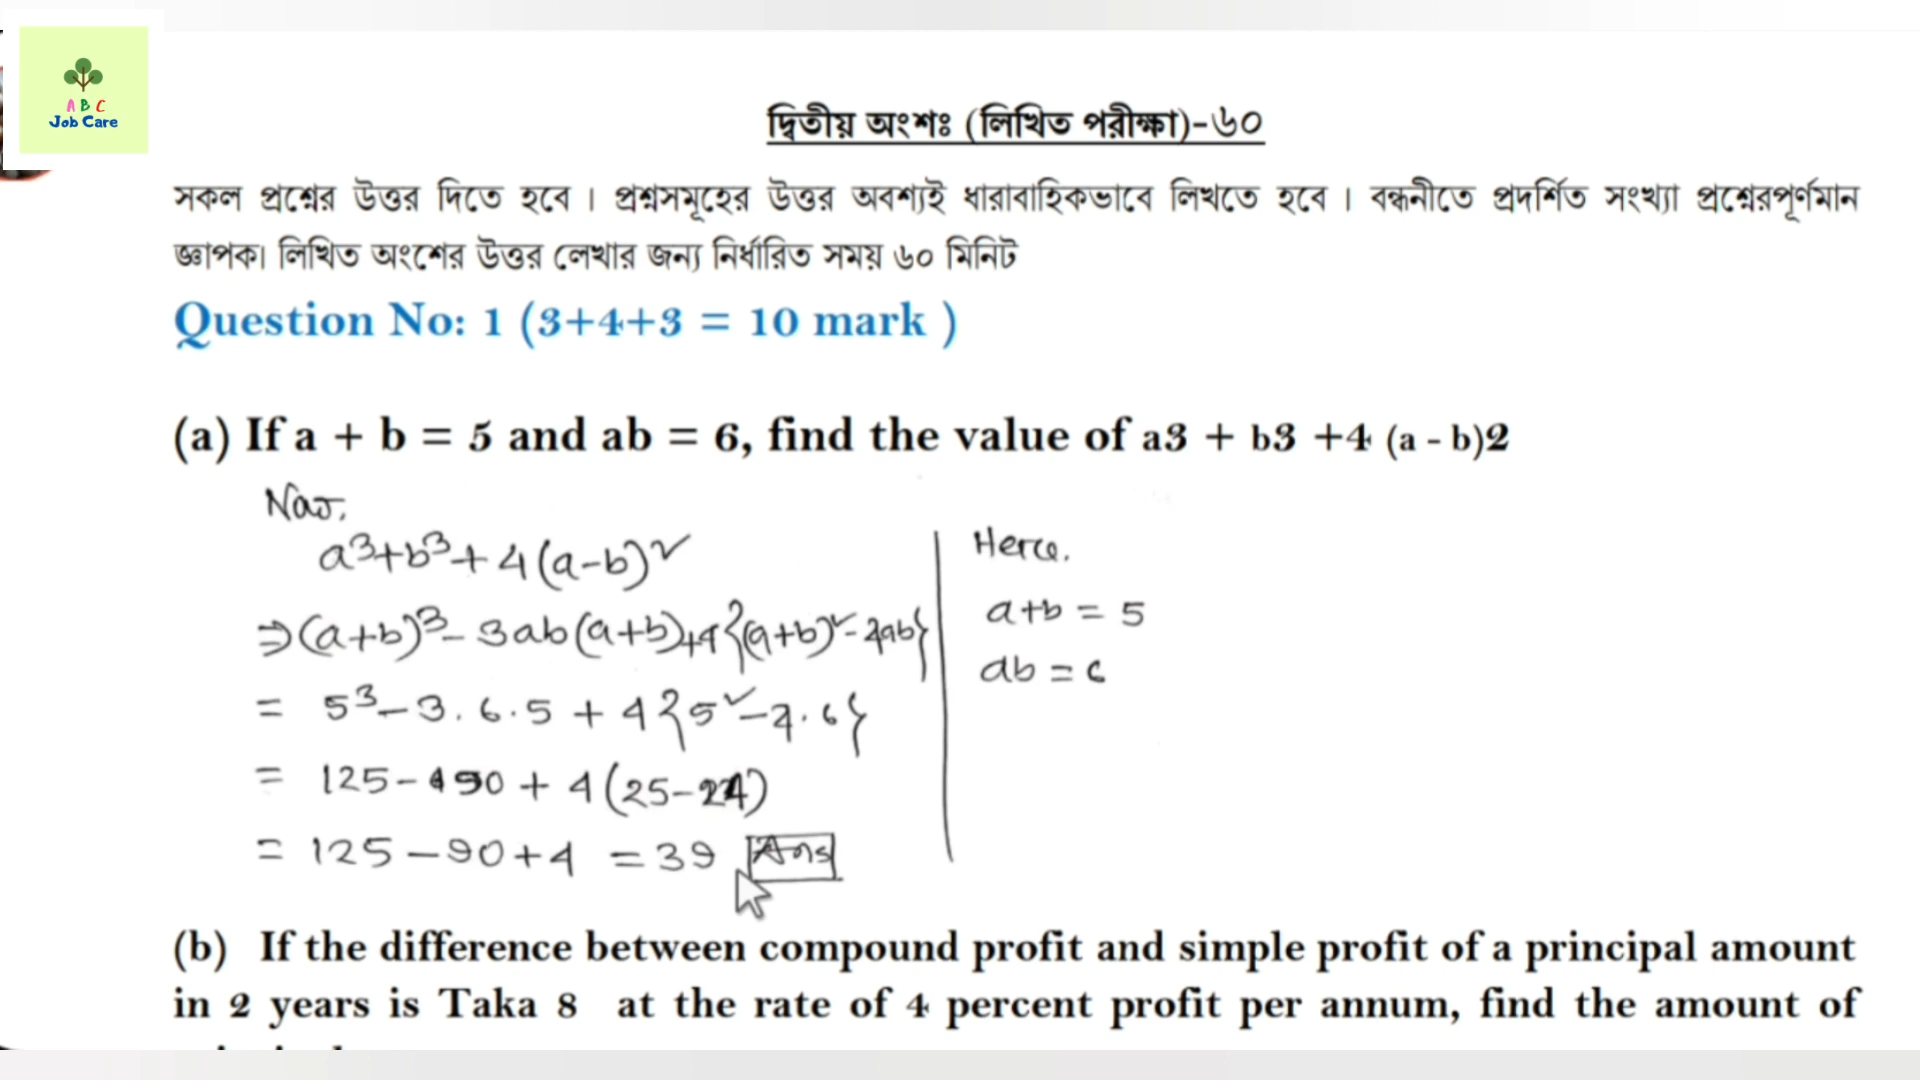 A B C
Job Care
দ্বিতীয় অংশঃ (লিখিত পরীক্ষা)-৬০
সকল প্রশ্নের উত্তর দিতে হবে । প্রশ্নসমূহের উত্তর অবশ্যই ধারাবাহিকভাবে লিখতে হবে । বন্ধনীতে প্রদর্শিত সংখ্যা প্রশ্নেরপূর্ণমান
জ্ঞাপক। লিখিত অংশের উত্তর লেখার জন্য নির্ধারিত সময় ৬০ মিনিট
Question No: 1 (3+4+3 = 10 mark )
(a) If a + b = 5 and ab = 6, find the value of a3 + b3 +4 (a - b)2
a³+b³+4(a-b)²
⇒(a+b)³-3ab(a+b)+4{(a+b)²-4ab}
= 5³-3.6.5+4{5²-4.6}
= 125-90+4(25-24)
= 125-90+4 =39 Ans
Here,
a+b = 5
ab = 6
(b) If the difference between compound profit and simple profit of a principal amount
in 2 years is Taka 8 at the rate of 4 percent profit per annum, find the amount of